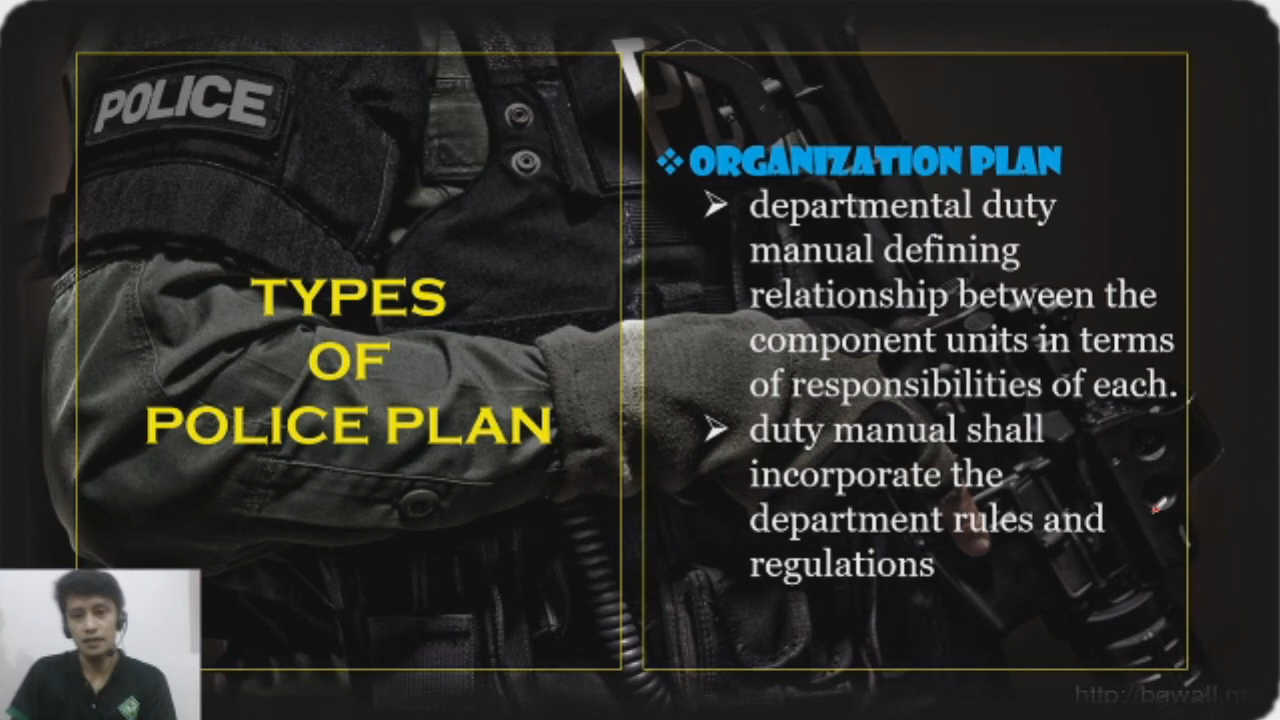 POLICE
TYPES
OF
POLICE PLAN
❖ ORGANIZATION PLAN
➢ departmental duty
manual defining
relationship between the
component units in terms
of responsibilities of each.
➢ duty manual shall
incorporate the
department rules and
regulations